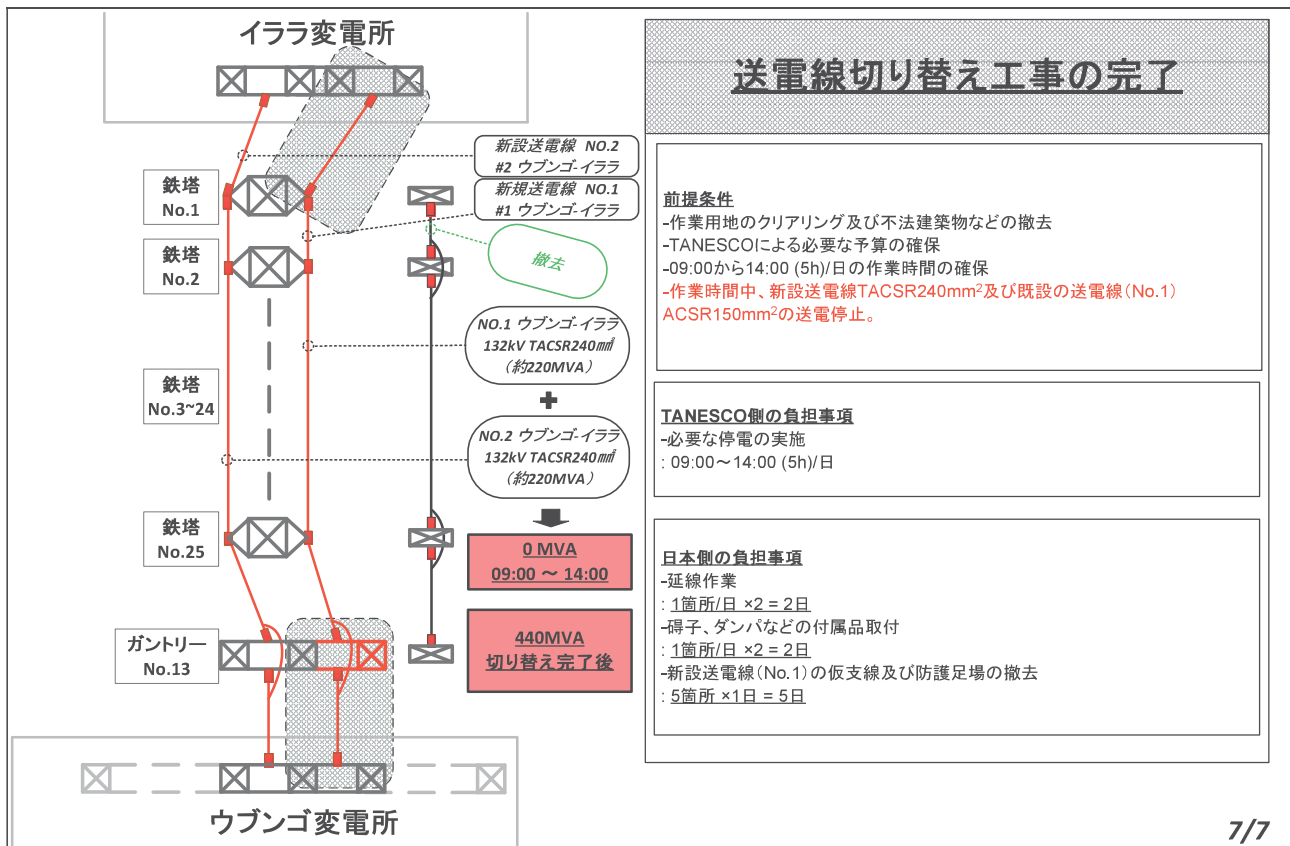 イララ変電所
鉄塔
No.1
鉄塔
No.2
鉄塔
No.3~24
鉄塔
No.25
ガントリー
No.13
ウブンゴ変電所
新設送電線 NO.2
#2 ウブンゴ-イララ
新規送電線 NO.1
#1 ウブンゴ-イララ
撤去
NO.1 ウブンゴ-イララ
132kV TACSR240㎟
（約220MVA）
+
NO.2 ウブンゴ-イララ
132kV TACSR240㎟
（約220MVA）
0 MVA
09:00 ～ 14:00
440MVA
切り替え完了後
送電線切り替え工事の完了
前提条件
-作業用地のクリアリング及び不法建築物などの撤去
-TANESCOによる必要な予算の確保
-09:00から14:00 (5h)/日の作業時間の確保
-作業時間中、新設送電線TACSR240mm²及び既設の送電線（No.1）
ACSR150mm²の送電停止。
TANESCO側の負担事項
-必要な停電の実施
: 09:00～14:00 (5h)/日
日本側の負担事項
-延線作業
: 1箇所/日 ×2 = 2日
-碍子、ダンパなどの付属品取付
: 1箇所/日 ×2 = 2日
-新設送電線（No.1）の仮支線及び防護足場の撤去
: 5箇所 ×1日 = 5日
7/7